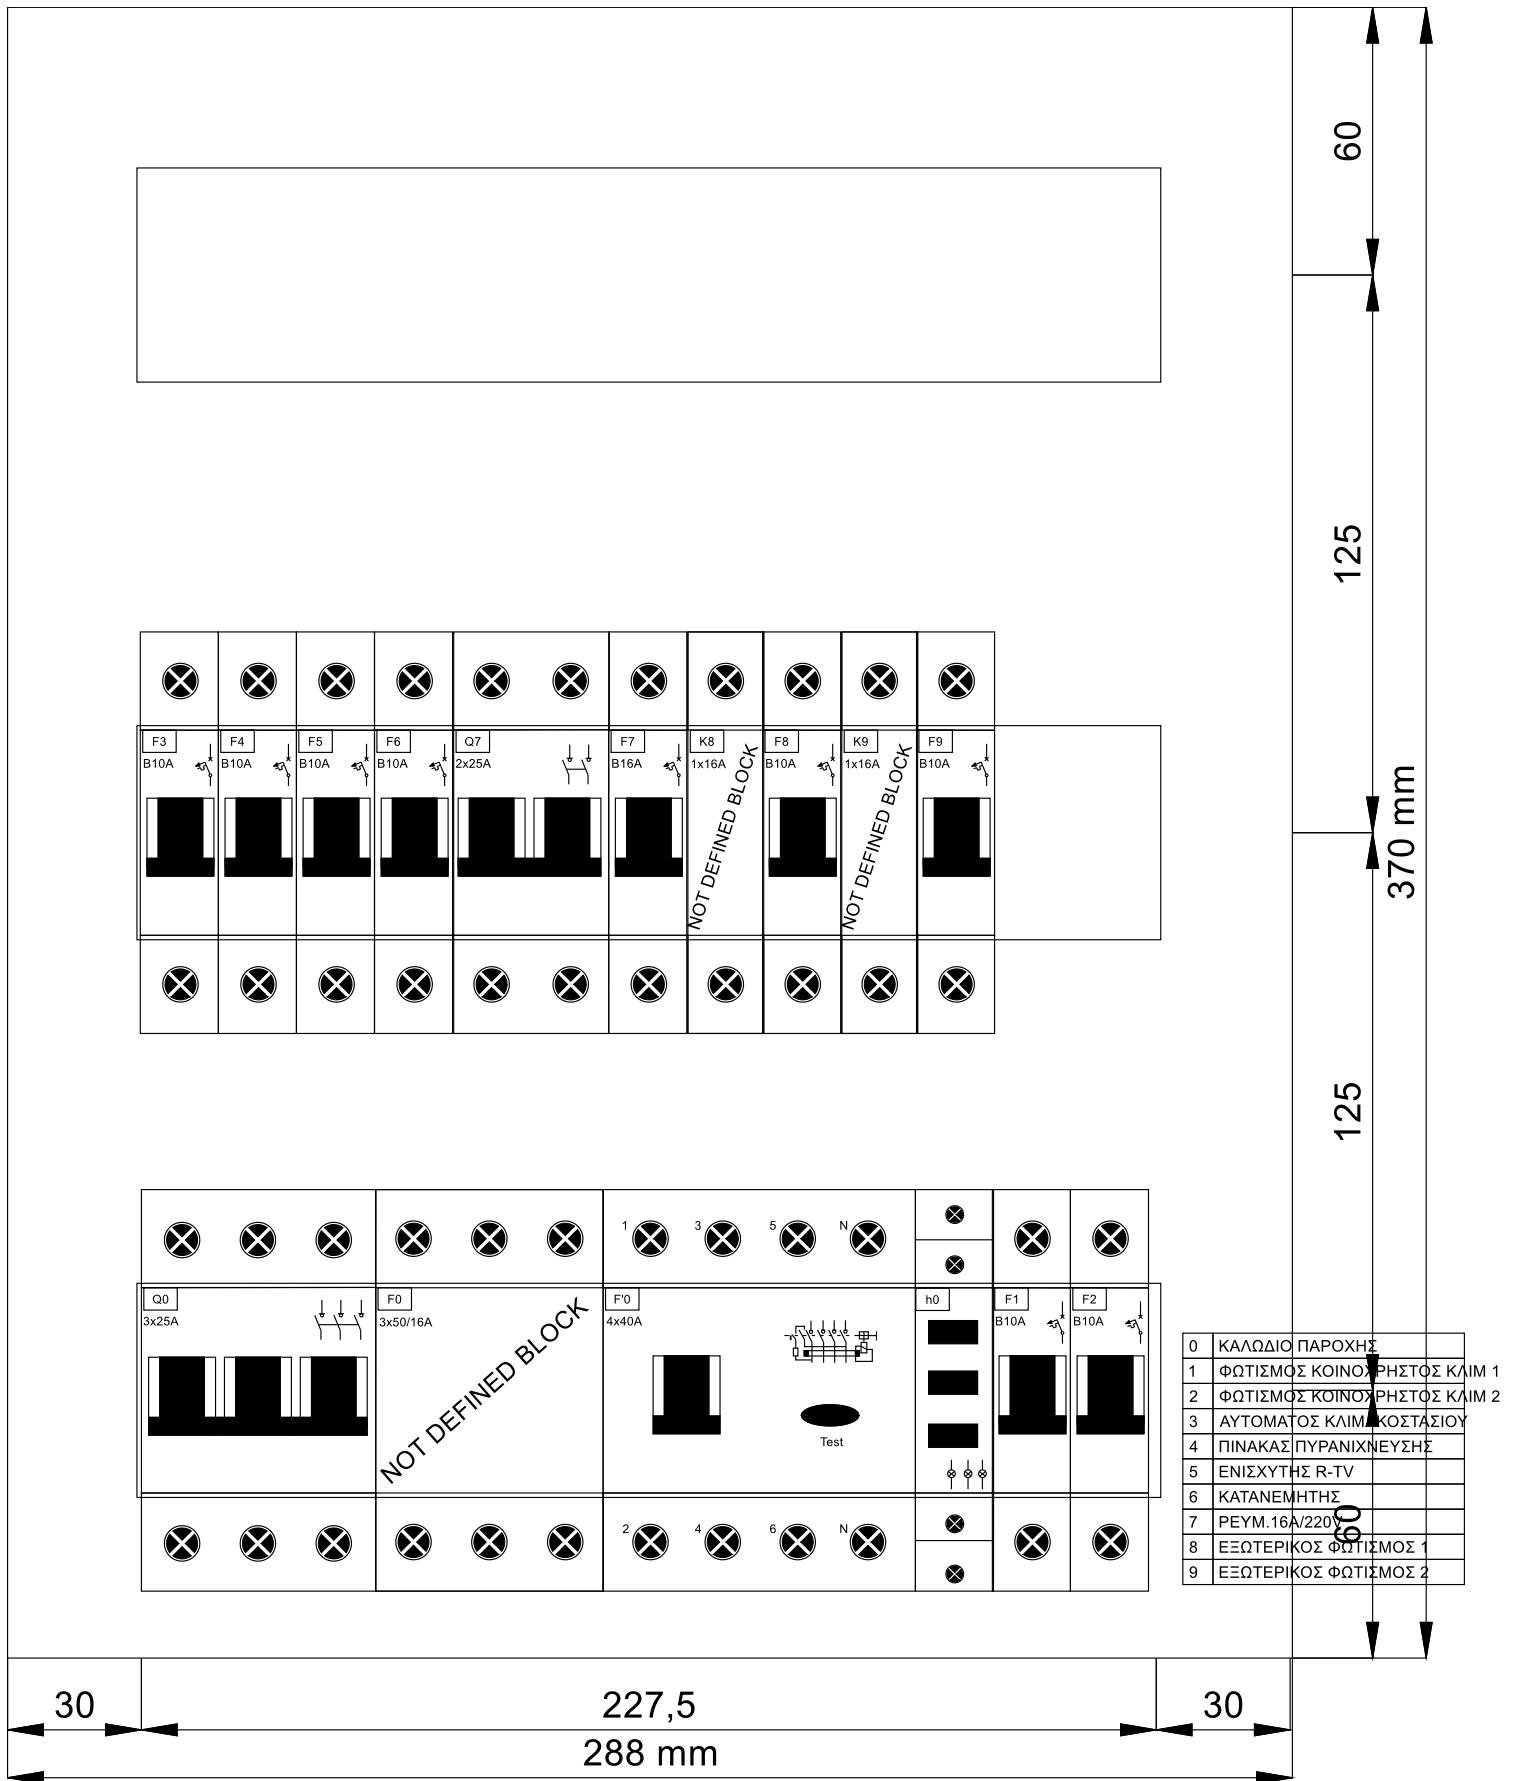 60
125
370 mm
F3 F4 F5 F6 Q7 F7 K8 F8 K9 F9
B10A B10A B10A B10A 2x25A B16A 1x16A B10A 1x16A B10A
NOT DEFINED BLOCK
NOT DEFINED BLOCK
125
1 3 5 N
Q0 F0 F'0 h0 F1 F2
3x25A 3x50/16A 4x40A B10A B10A
NOT DEFINED BLOCK
Test
2 4 6 N
0 ΚΑΛΩΔΙΟ ΠΑΡΟΧΗΣ
1 ΦΩΤΙΣΜΟΣ ΚΟΙΝΟΧΡΗΣΤΟΣ ΚΛΙΜ 1
2 ΦΩΤΙΣΜΟΣ ΚΟΙΝΟΧΡΗΣΤΟΣ ΚΛΙΜ 2
3 ΑΥΤΟΜΑΤΟΣ ΚΛΙΜΑΚΟΣΤΑΣΙΟΥ
4 ΠΙΝΑΚΑΣ ΠΥΡΑΝΙΧΝΕΥΣΗΣ
5 ΕΝΙΣΧΥΤΗΣ R-TV
6 ΚΑΤΑΝΕΜΗΤΗΣ
7 ΡΕΥΜ.16Α/220V
8 ΕΞΩΤΕΡΙΚΟΣ ΦΩΤΙΣΜΟΣ 1
9 ΕΞΩΤΕΡΙΚΟΣ ΦΩΤΙΣΜΟΣ 2
60
30 227,5 30
288 mm